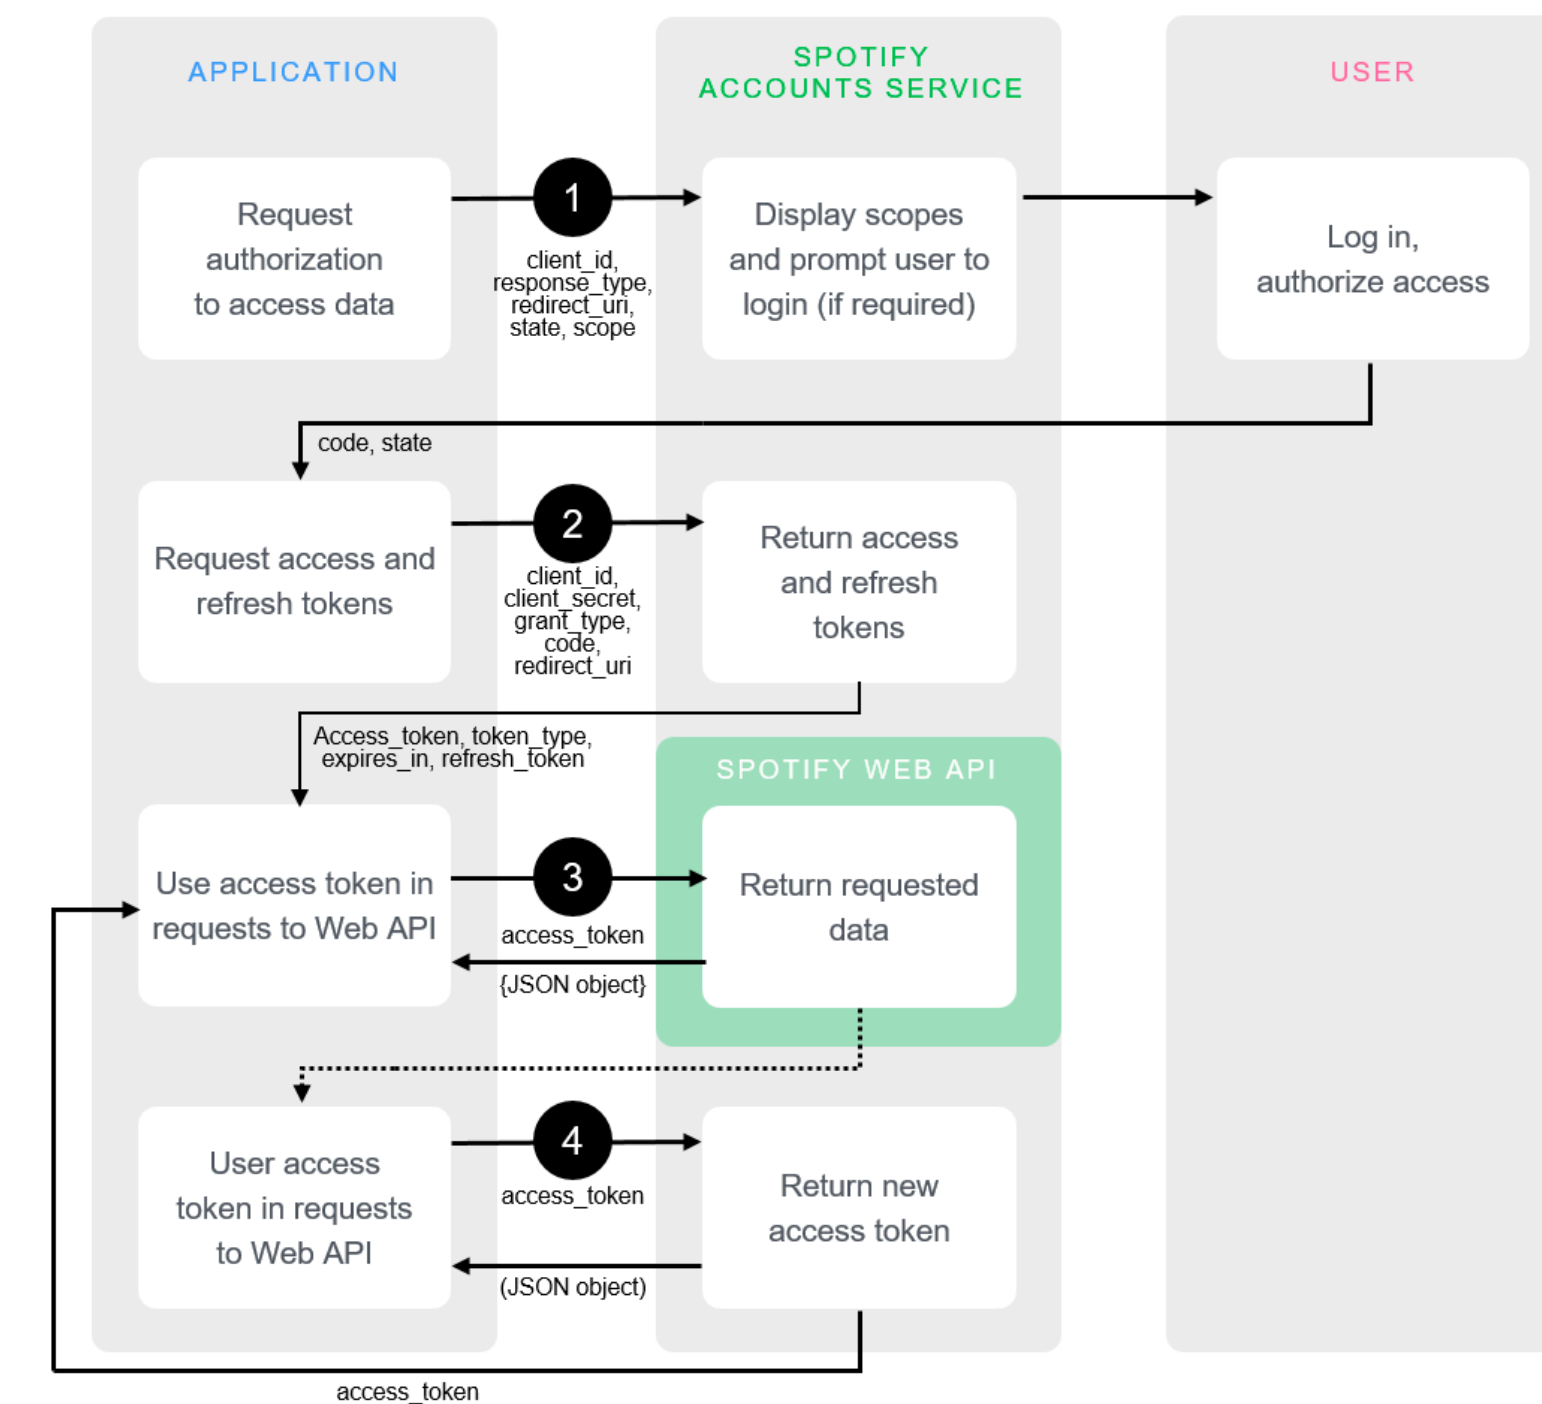 APPLICATION
SPOTIFY
ACCOUNTS SERVICE
USER
Request
authorization
to access data
1
client_id,
response_type,
redirect_uri,
state, scope
Display scopes
and prompt user to
login (if required)
Log in,
authorize access
code, state
Request access and
refresh tokens
2
client_id,
client_secret,
grant_type,
code,
redirect_uri
Return access
and refresh
tokens
Access_token, token_type,
expires_in, refresh_token
SPOTIFY WEB API
Use access token in
requests to Web API
3
access_token
{JSON object}
Return requested
data
User access
token in requests
to Web API
4
access_token
(JSON object)
Return new
access token
access_token